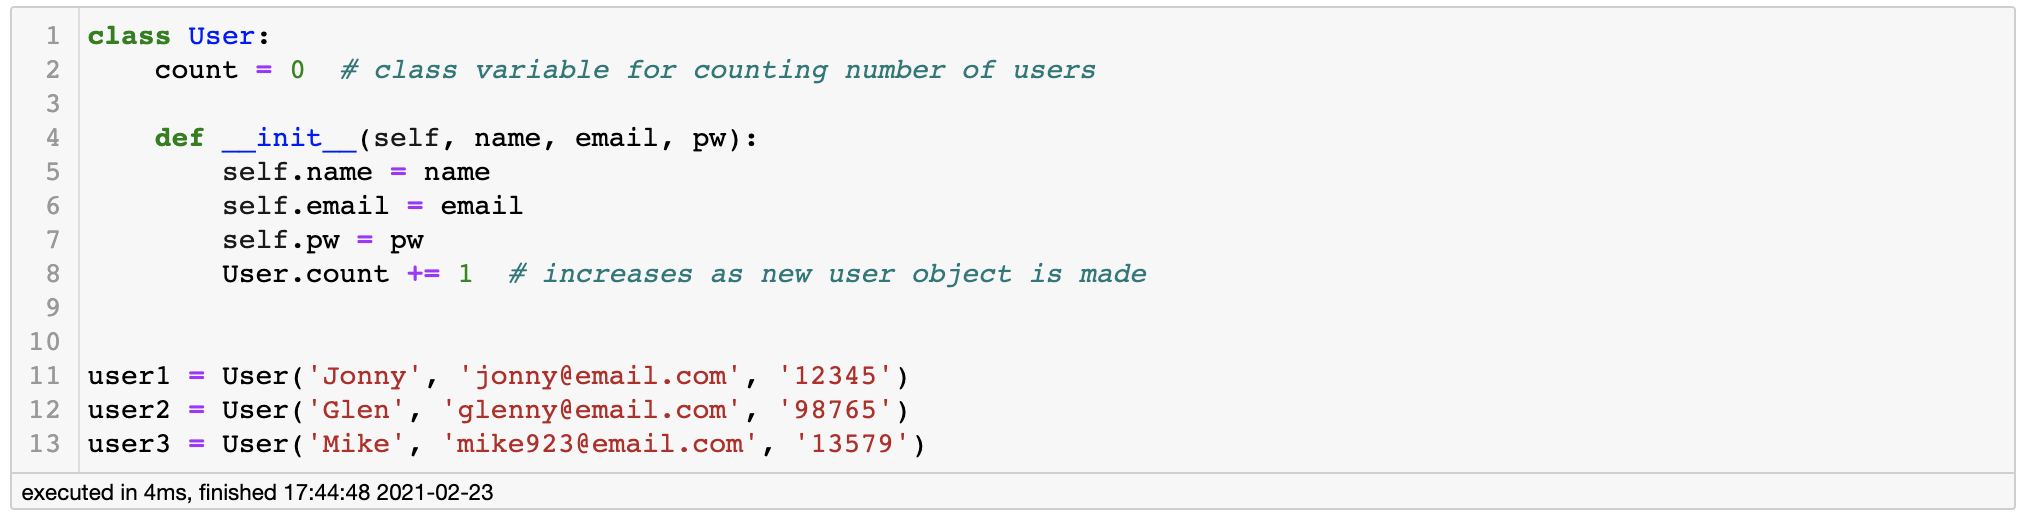 1 class User:
2     count = 0  # class variable for counting number of users
3
4     def __init__(self, name, email, pw):
5         self.name = name
6         self.email = email
7         self.pw = pw
8         User.count += 1  # increases as new user object is made
9
10
11 user1 = User('Jonny', 'jonny@email.com', '12345')
12 user2 = User('Glen', 'glenny@email.com', '98765')
13 user3 = User('Mike', 'mike923@email.com', '13579')
executed in 4ms, finished 17:44:48 2021-02-23